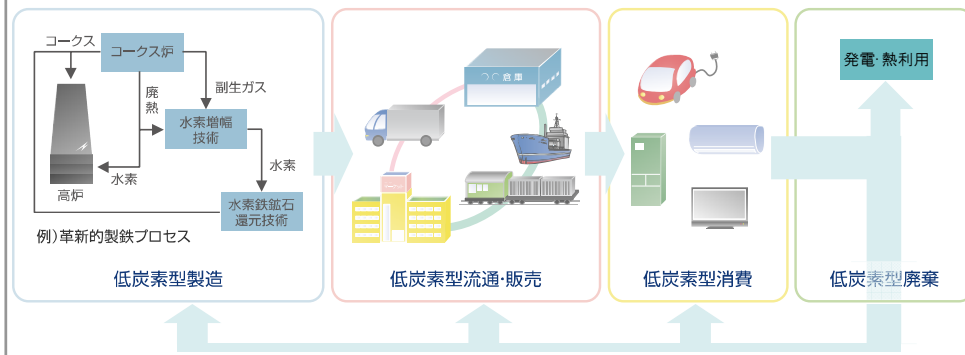 コークス
コークス炉
副生ガス
廃
熱
水素増幅
技術
水素
水素
高炉
水素鉄鉱石
還元技術
例)革新的製鉄プロセス
低炭素型製造
○○倉庫
低炭素型流通・販売
低炭素型消費
発電・熱利用
低炭素型廃棄